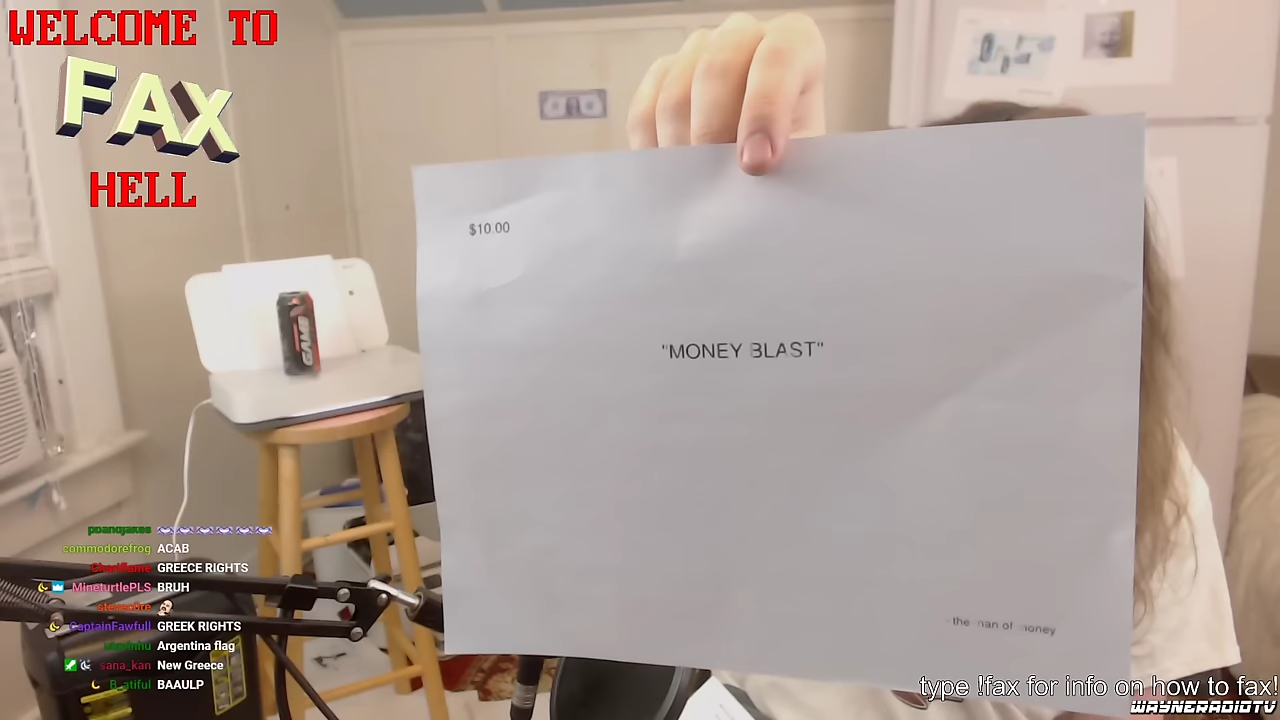 WELCOME TO
FAX
HELL
$10.00
"MONEY BLAST"
- the man of money
commodorefrog ACAB
GREECE RIGHTS
MineturtlePLS BRUH
CaptainFawfull GREEK RIGHTS
Argentina flag
sana_kan New Greece
BAAULP
type !fax for info on how to fax!
WAYNERADIOTV